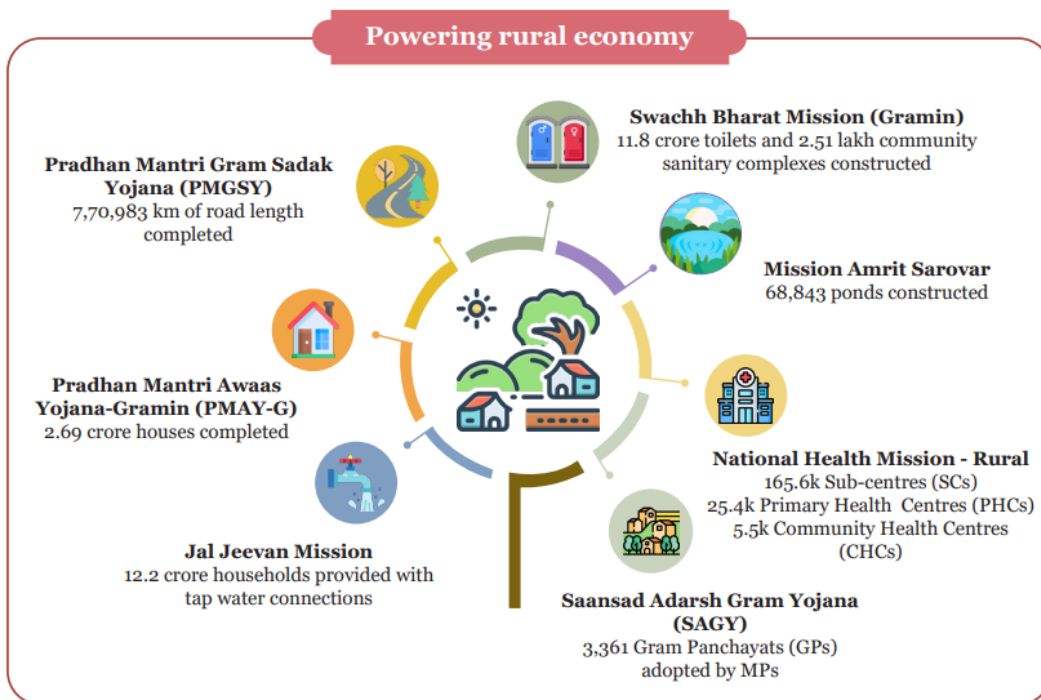 Powering rural economy
Swachh Bharat Mission (Gramin)
11.8 crore toilets and 2.51 lakh community
sanitary complexes constructed
Pradhan Mantri Gram Sadak
Yojana (PMGSY)
7,70,983 km of road length
completed
Mission Amrit Sarovar
68,843 ponds constructed
Pradhan Mantri Awaas
Yojana-Gramin (PMAY-G)
2.69 crore houses completed
National Health Mission - Rural
165.6k Sub-centres (SCs)
25.4k Primary Health Centres (PHCs)
5.5k Community Health Centres
(CHCs)
Jal Jeevan Mission
12.2 crore households provided with
tap water connections
Saansad Adarsh Gram Yojana
(SAGY)
3,361 Gram Panchayats (GPs)
adopted by MPs